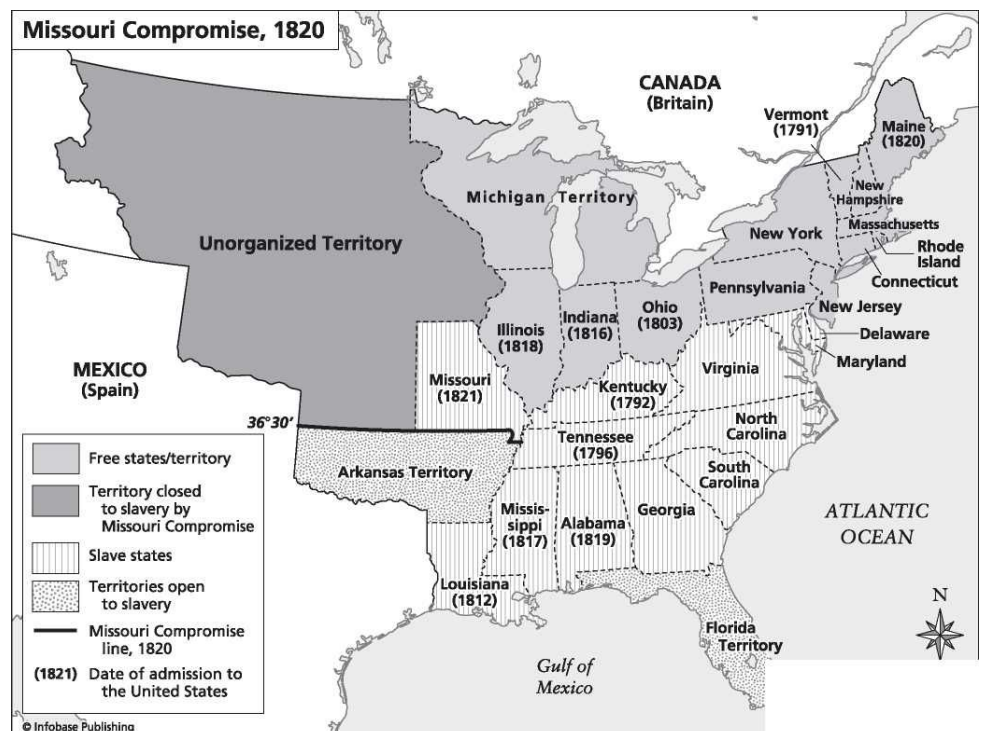 Missouri Compromise, 1820
CANADA
(Britain)
Vermont
(1791)
Maine
(1820)
New
Hampshire
Massachusetts
Rhode
Island
Connecticut
New York
Michigan Territory
Unorganized Territory
Pennsylvania
New Jersey
Delaware
Maryland
Ohio
(1803)
Indiana
(1816)
Illinois
(1818)
Missouri
(1821)
Kentucky
(1792)
Virginia
MEXICO
(Spain)
36°30'
North
Carolina
Tennessee
(1796)
South
Carolina
Arkansas Territory
Missis-
sippi
(1817)
Alabama
(1819)
Georgia
Louisiana
(1812)
Florida
Territory
ATLANTIC
OCEAN
Gulf of
Mexico
N
Free states/territory
Territory closed
to slavery by
Missouri Compromise
Slave states
Territories open
to slavery
Missouri Compromise
line, 1820
(1821) Date of admission to
the United States
© Infobase Publishing